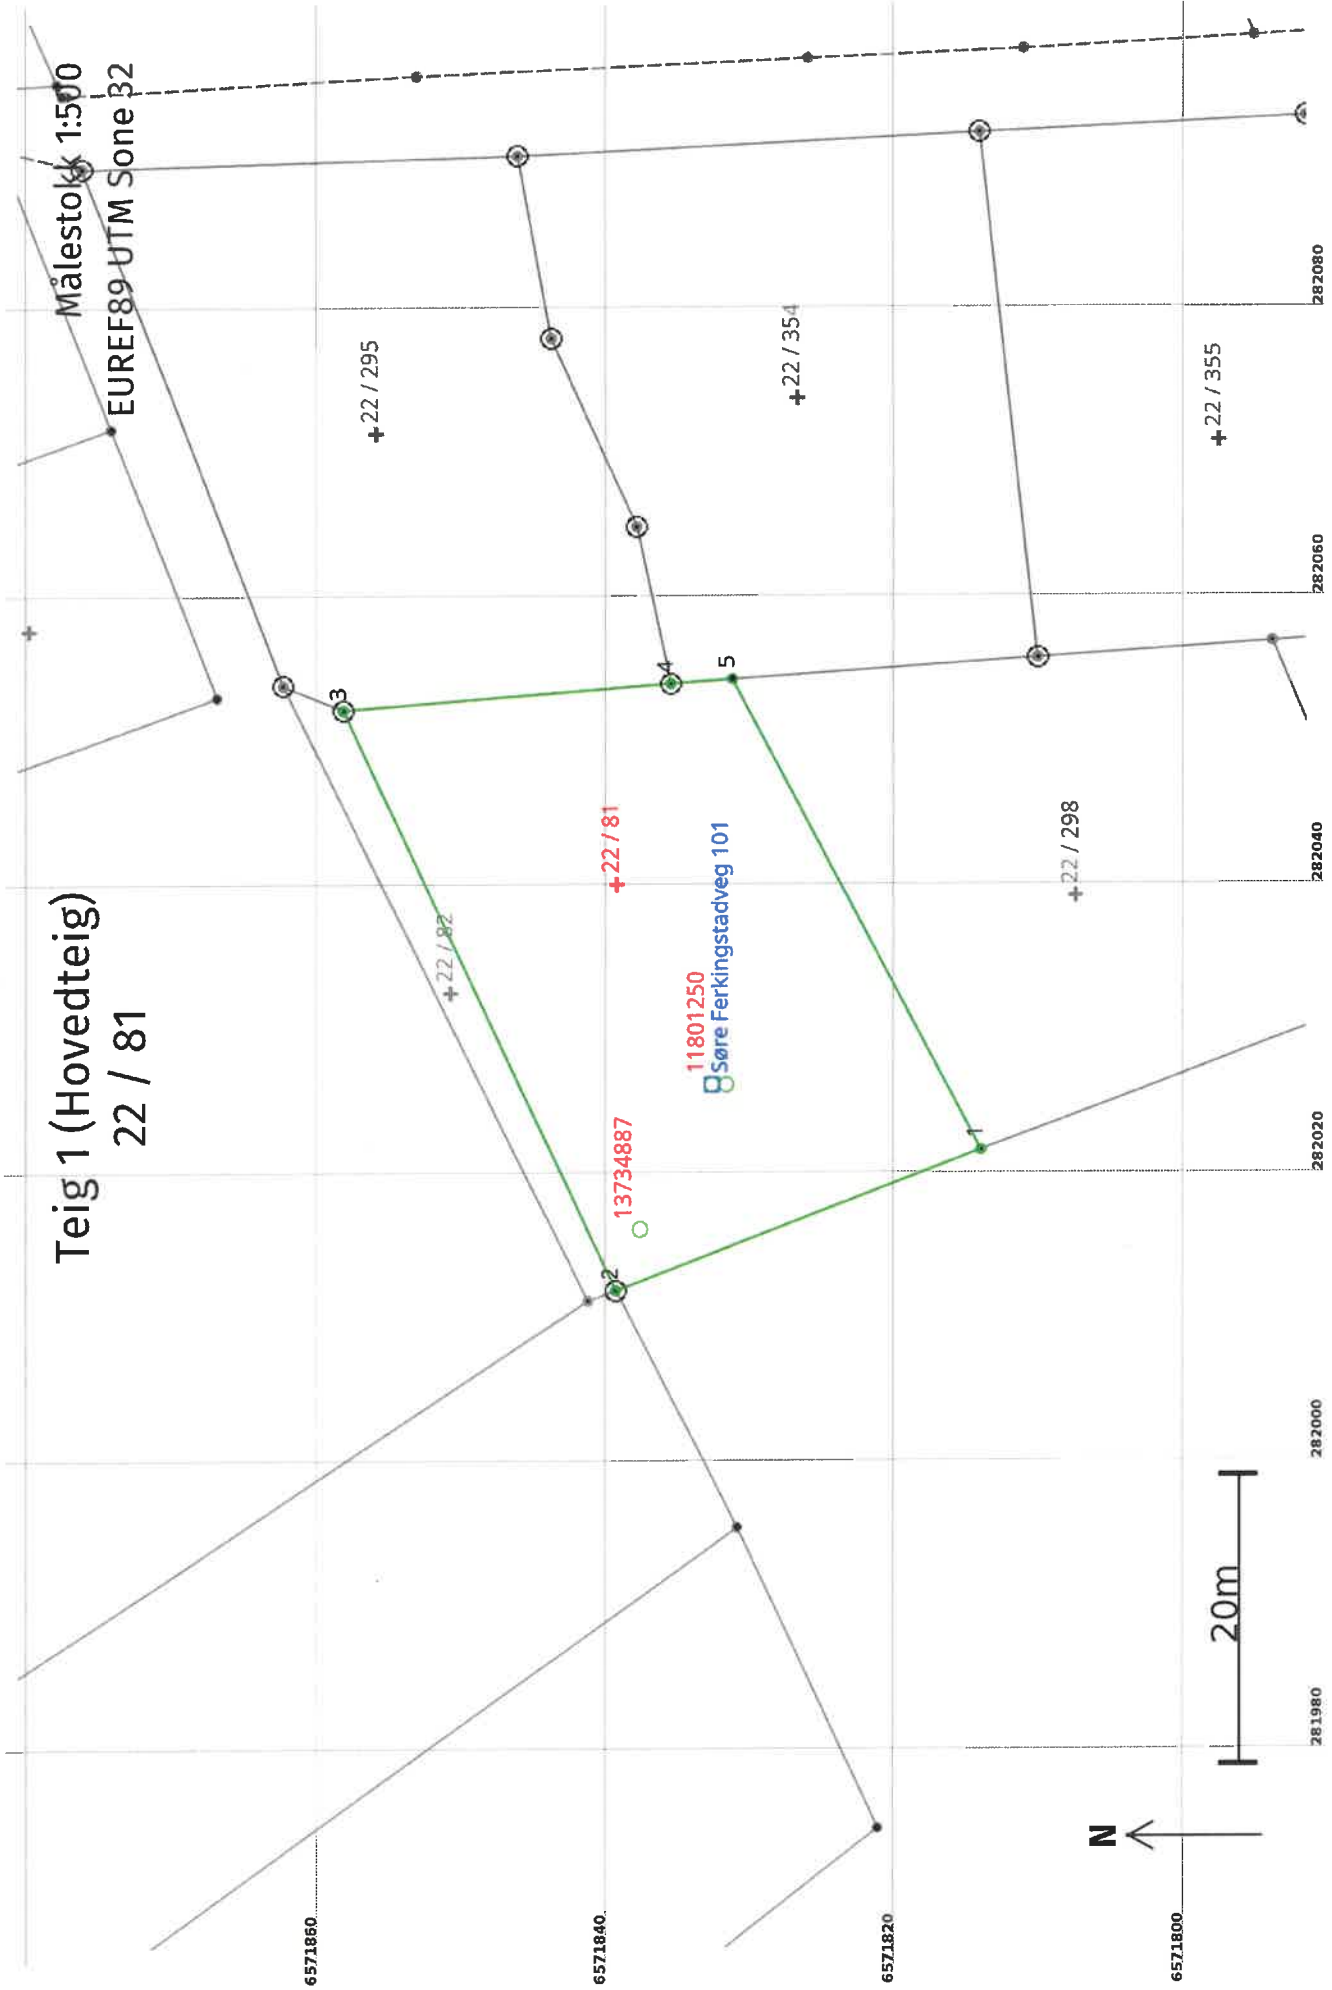 Teig 1 (Hovedteig)
22 / 81
Målestokk 1:500
EUREF89 UTM Sone 32
22 / 295
22 / 354
22 / 355
22 / 82
22 / 81
22 / 298
13734887
11801250
Søre Ferkingstadveg 101
1
2
3
4
5
6571860
6571840
6571820
6571800
281980
282000
282020
282040
282060
282080
N
20m